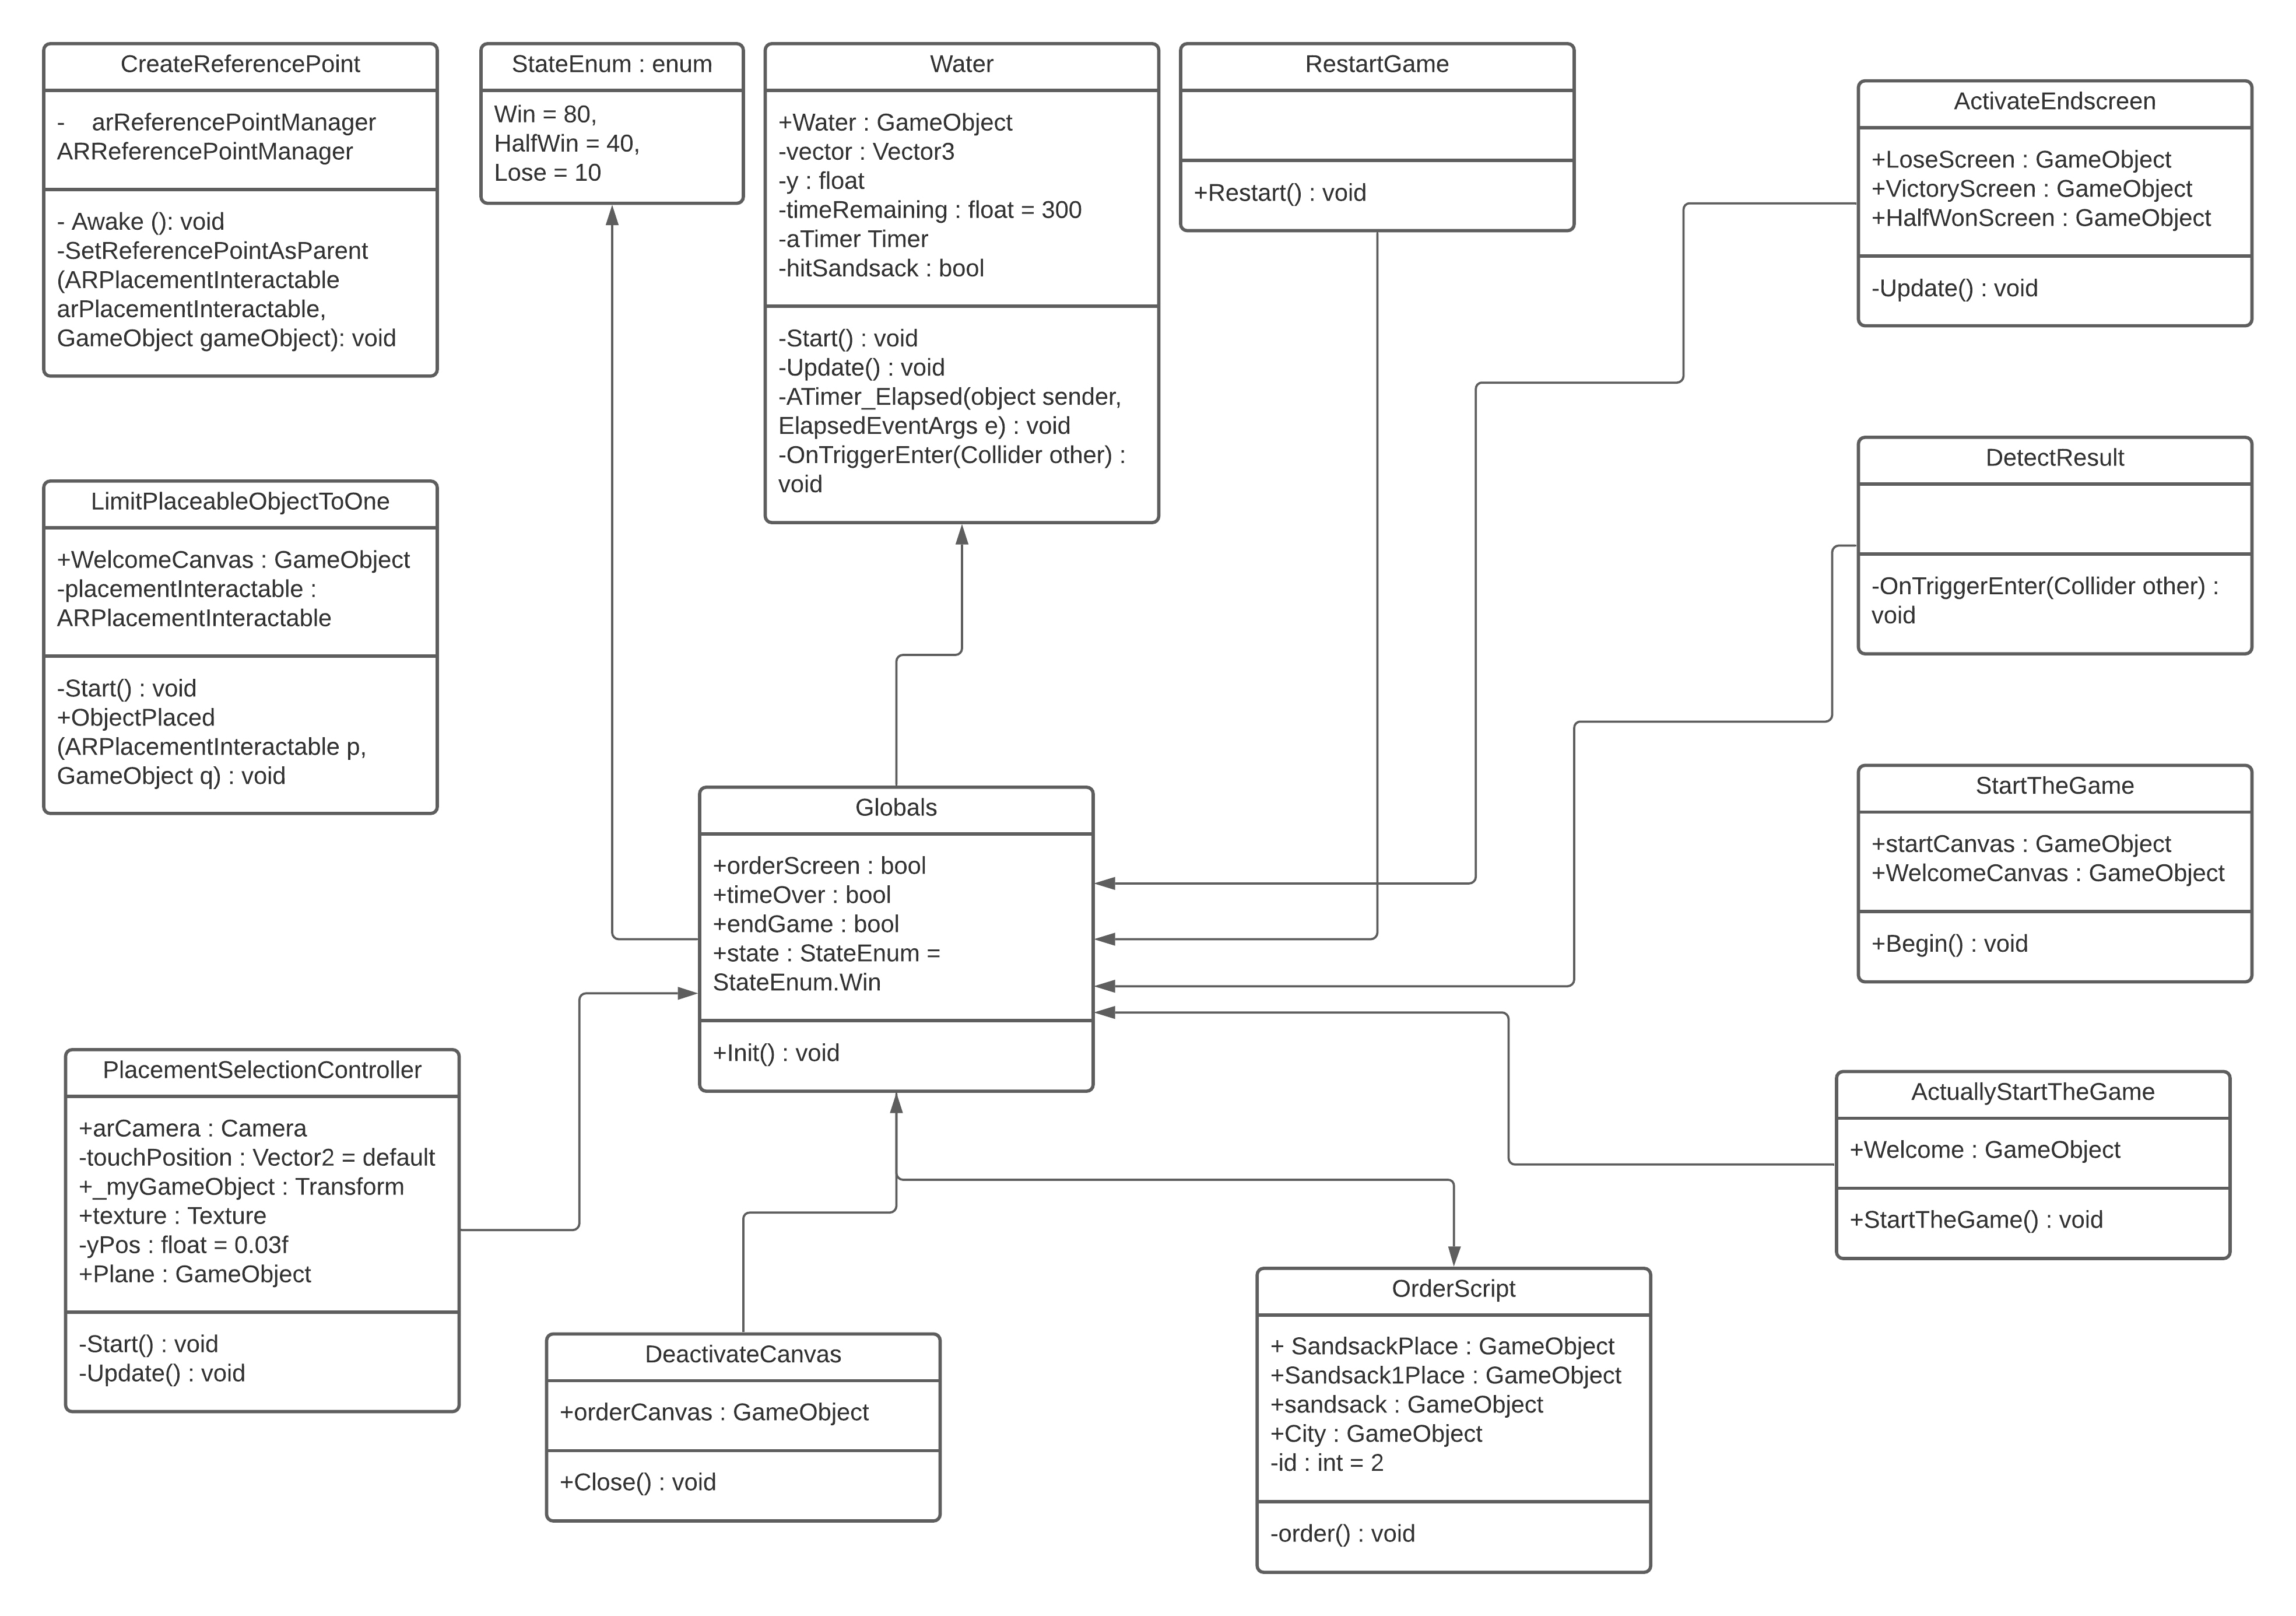 CreateReferencePoint
-    arReferencePointManager
ARReferencePointManager
- Awake (): void
-SetReferencePointAsParent
(ARPlacementInteractable
arPlacementInteractable,
GameObject gameObject): void
StateEnum : enum
Win = 80,
HalfWin = 40,
Lose = 10
Water
+Water : GameObject
-vector : Vector3
-y : float
-timeRemaining : float = 300
-aTimer Timer
-hitSandsack : bool
-Start() : void
-Update() : void
-ATimer_Elapsed(object sender,
ElapsedEventArgs e) : void
-OnTriggerEnter(Collider other) :
void
RestartGame
+Restart() : void
ActivateEndscreen
+LoseScreen : GameObject
+VictoryScreen : GameObject
+HalfWonScreen : GameObject
-Update() : void
LimitPlaceableObjectToOne
+WelcomeCanvas : GameObject
-placementInteractable :
ARPlacementInteractable
-Start() : void
+ObjectPlaced
(ARPlacementInteractable p,
GameObject q) : void
DetectResult
-OnTriggerEnter(Collider other) :
void
Globals
+orderScreen : bool
+timeOver : bool
+endGame : bool
+state : StateEnum =
StateEnum.Win
+Init() : void
StartTheGame
+startCanvas : GameObject
+WelcomeCanvas : GameObject
+Begin() : void
PlacementSelectionController
+arCamera : Camera
-touchPosition : Vector2 = default
+_myGameObject : Transform
+texture : Texture
-yPos : float = 0.03f
+Plane : GameObject
-Start() : void
-Update() : void
ActuallyStartTheGame
+Welcome : GameObject
+StartTheGame() : void
DeactivateCanvas
+orderCanvas : GameObject
+Close() : void
OrderScript
+ SandsackPlace : GameObject
+Sandsack1Place : GameObject
+sandsack : GameObject
+City : GameObject
-id : int = 2
-order() : void